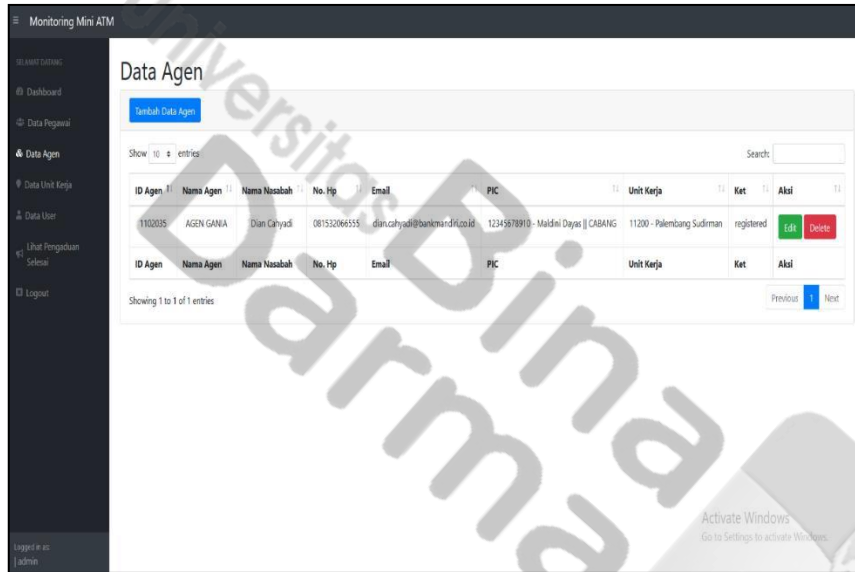 Monitoring Mini ATM
SELAMAT DATANG
Dashboard
Data Pegawai
Data Agen
Data Unit Kerja
Data User
Lihat Pengaduan
Selesai
Logout
Logged in as:
| admin
Data Agen
Tambah Data Agen
Show 10 entries
Search:
ID Agen Nama Agen Nama Nasabah No. Hp Email PIC Unit Kerja Ket Aksi
1102035 AGEN GANIA Dian Cahyadi 081532066555 dian.cahyadi@bankmandiri.co.id 12345678910 - Maldini Dayas || CABANG 11200 - Palembang Sudirman registered Edit Delete
ID Agen Nama Agen Nama Nasabah No. Hp Email PIC Unit Kerja Ket Aksi
Showing 1 to 1 of 1 entries
Previous 1 Next
Universitas
Bina
Darma
Activate Windows
Go to Settings to activate Windows.